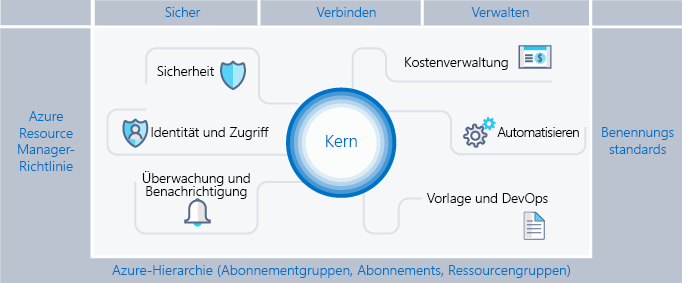 Sicher
Verbinden
Verwalten
Azure
Resource
Manager-
Richtlinie
Sicherheit
Identität und Zugriff
Überwachung und
Benachrichtigung
Kern
Kostenverwaltung
Automatisieren
Vorlage und DevOps
Benennungs
standards
Azure-Hierarchie (Abonnementgruppen, Abonnements, Ressourcengruppen)